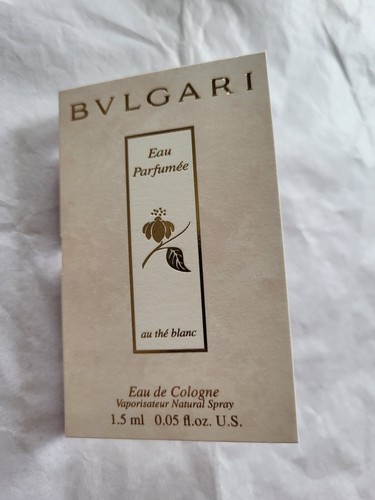 BVLGARI
Eau
Parfumée
au thé blanc
Eau de Cologne
Vaporisateur Natural Spray
1.5 ml 0.05 fl.oz. U.S.